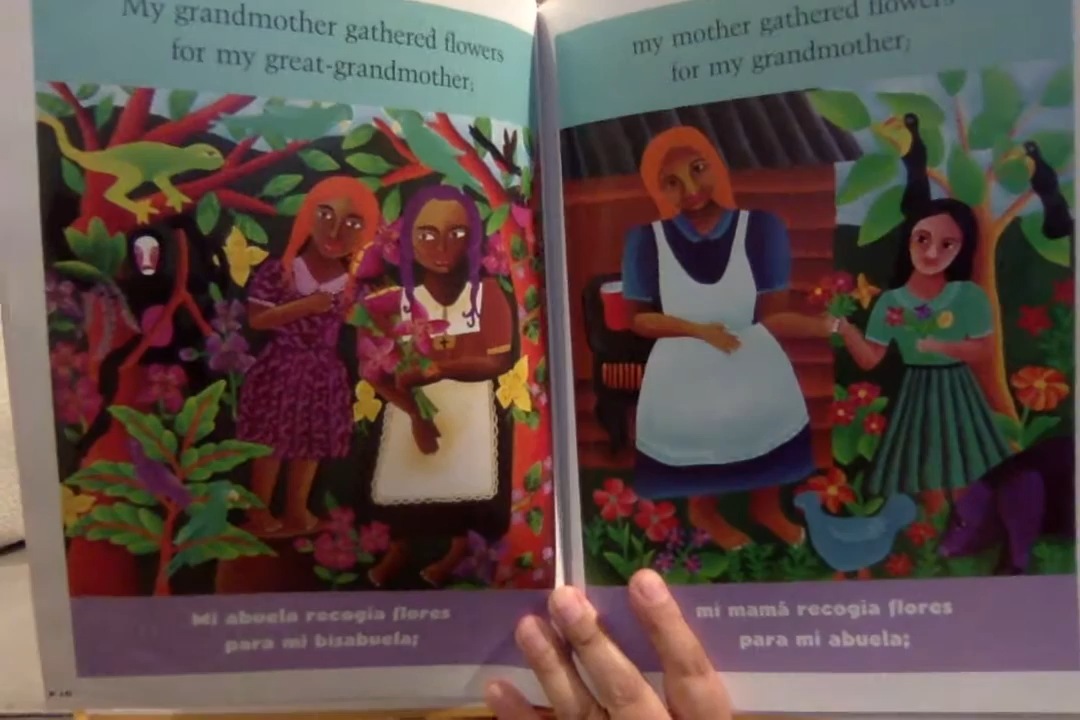 My grandmother gathered flowers
for my great-grandmother;
my mother gathered flowers
for my grandmother;
Mi abuela recogía flores
para mi bisabuela;
mi mamá recogía flores
para mi abuela;